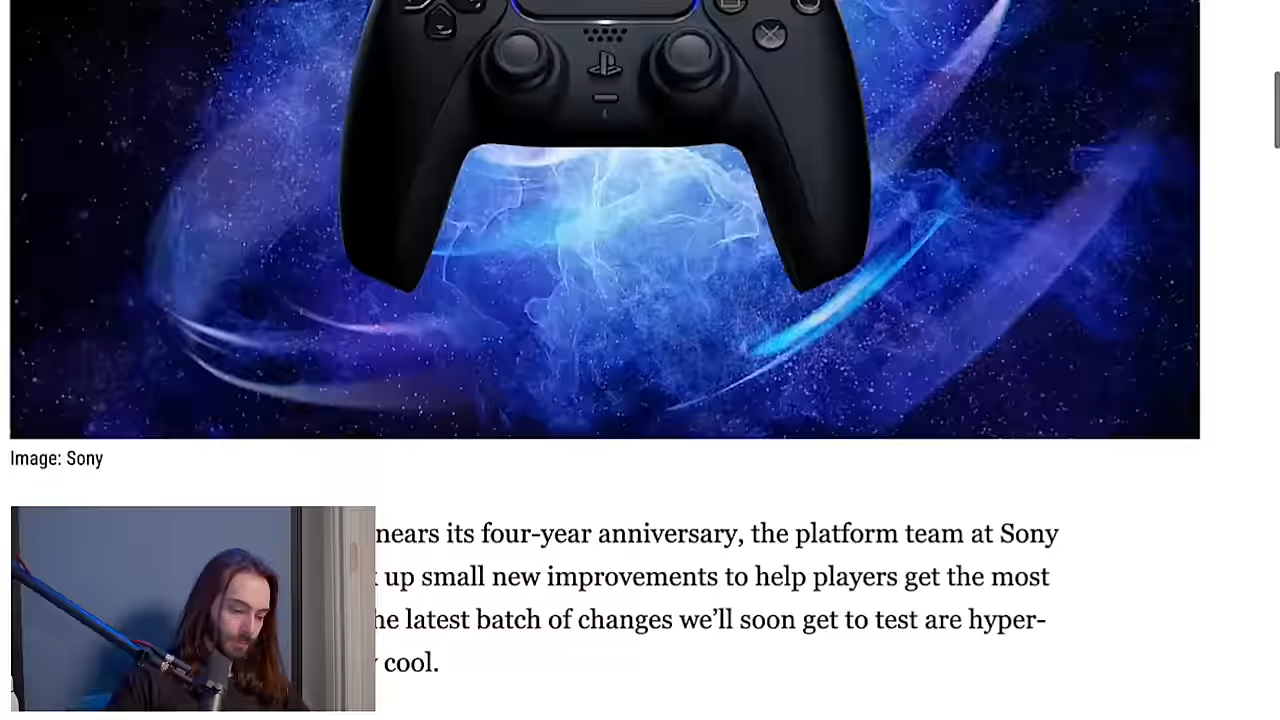 Image: Sony
nears its four-year anniversary, the platform team at Sony
up small new improvements to help players get the most
he latest batch of changes we’ll soon get to test are hyper-
cool.